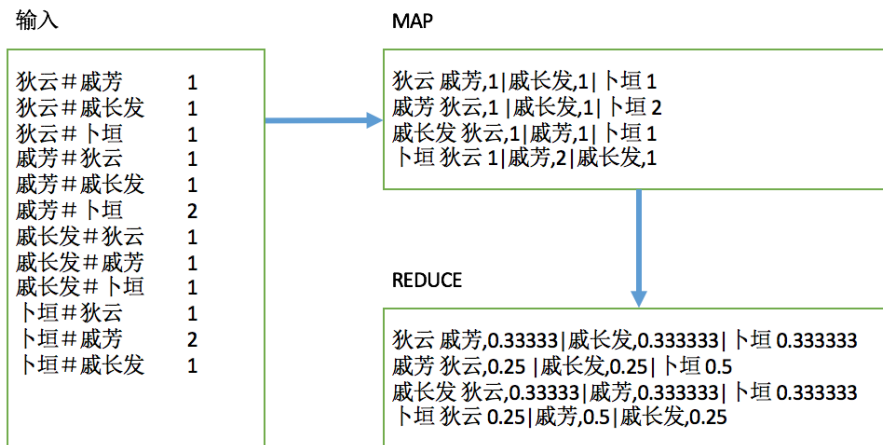 输入
狄云＃戚芳 1
狄云＃戚长发 1
狄云＃卜垣 1
戚芳＃狄云 1
戚芳＃戚长发 1
戚芳＃卜垣 2
戚长发＃狄云 1
戚长发＃戚芳 1
戚长发＃卜垣 1
卜垣＃狄云 1
卜垣＃戚芳 2
卜垣＃戚长发 1
MAP
狄云 戚芳,1|戚长发,1|卜垣 1
戚芳 狄云,1 |戚长发,1|卜垣 2
戚长发 狄云,1|戚芳,1|卜垣 1
卜垣 狄云 1|戚芳,2|戚长发,1
REDUCE
狄云 戚芳,0.33333|戚长发,0.333333|卜垣 0.333333
戚芳 狄云,0.25 |戚长发,0.25|卜垣 0.5
戚长发 狄云,0.33333|戚芳,0.333333|卜垣 0.333333
卜垣 狄云 0.25|戚芳,0.5|戚长发,0.25